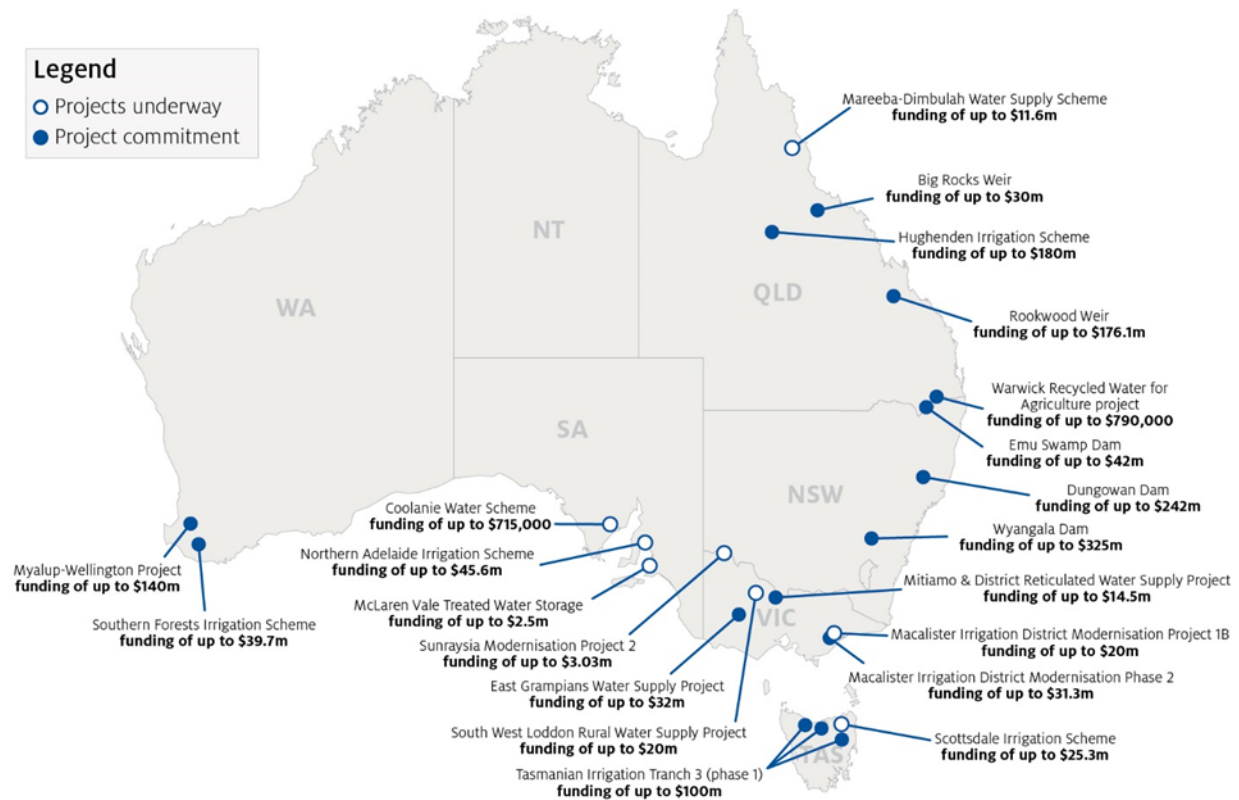 Legend
Projects underway
Project commitment
Mareeba-Dimbulah Water Supply Scheme
funding of up to $11.6m
Big Rocks Weir
funding of up to $30m
Hughenden Irrigation Scheme
funding of up to $180m
Rookwood Weir
funding of up to $176.1m
Warwick Recycled Water for
Agriculture project
funding of up to $790,000
Emu Swamp Dam
funding of up to $42m
Dungowan Dam
funding of up to $242m
Wyangala Dam
funding of up to $325m
Mitiamo & District Reticulated Water Supply Project
funding of up to $14.5m
Macalister Irrigation District Modernisation Project 1B
funding of up to $20m
Macalister Irrigation District Modernisation Phase 2
funding of up to $31.3m
Scottsdale Irrigation Scheme
funding of up to $25.3m
NT
QLD
WA
SA
NSW
VIC
TAS
Coolanie Water Scheme
funding of up to $715,000
Northern Adelaide Irrigation Scheme
funding of up to $45.6m
McLaren Vale Treated Water Storage
funding of up to $2.5m
Sunraysia Modernisation Project 2
funding of up to $3.03m
East Grampians Water Supply Project
funding of up to $32m
South West Loddon Rural Water Supply Project
funding of up to $20m
Tasmanian Irrigation Tranch 3 (phase 1)
funding of up to $100m
Myalup-Wellington Project
funding of up to $140m
Southern Forests Irrigation Scheme
funding of up to $39.7m